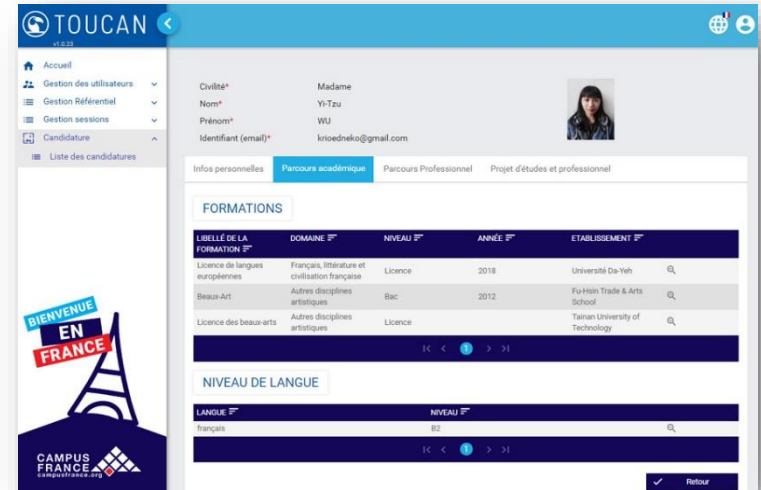 TOUCAN
v1.0.23
Accueil
Gestion des utilisateurs
Gestion Référentiel
Gestion sessions
Candidature
Liste des candidatures
Civilité* Madame
Nom* Yi-Tzu
Prénom* WU
Identifiant (email)* krioedneko@gmail.com
Infos personnelles Parcours académique Parcours Professionnel Projet d'études et professionnel
FORMATIONS
LIBELLÉ DE LA FORMATION DOMAINE NIVEAU ANNÉE ETABLISSEMENT
Licence de langues européennes Français, littérature et civilisation française Licence 2018 Université Da-Yeh
Beaux-Art Autres disciplines artistiques Bac 2012 Fu-Hsin Trade & Arts School
Licence des beaux-arts Autres disciplines artistiques Licence Tainan University of Technology
1
NIVEAU DE LANGUE
LANGUE NIVEAU
français B2
1
Retour
BIENVENUE
EN
FRANCE
CAMPUS
FRANCE
campusfrance.org